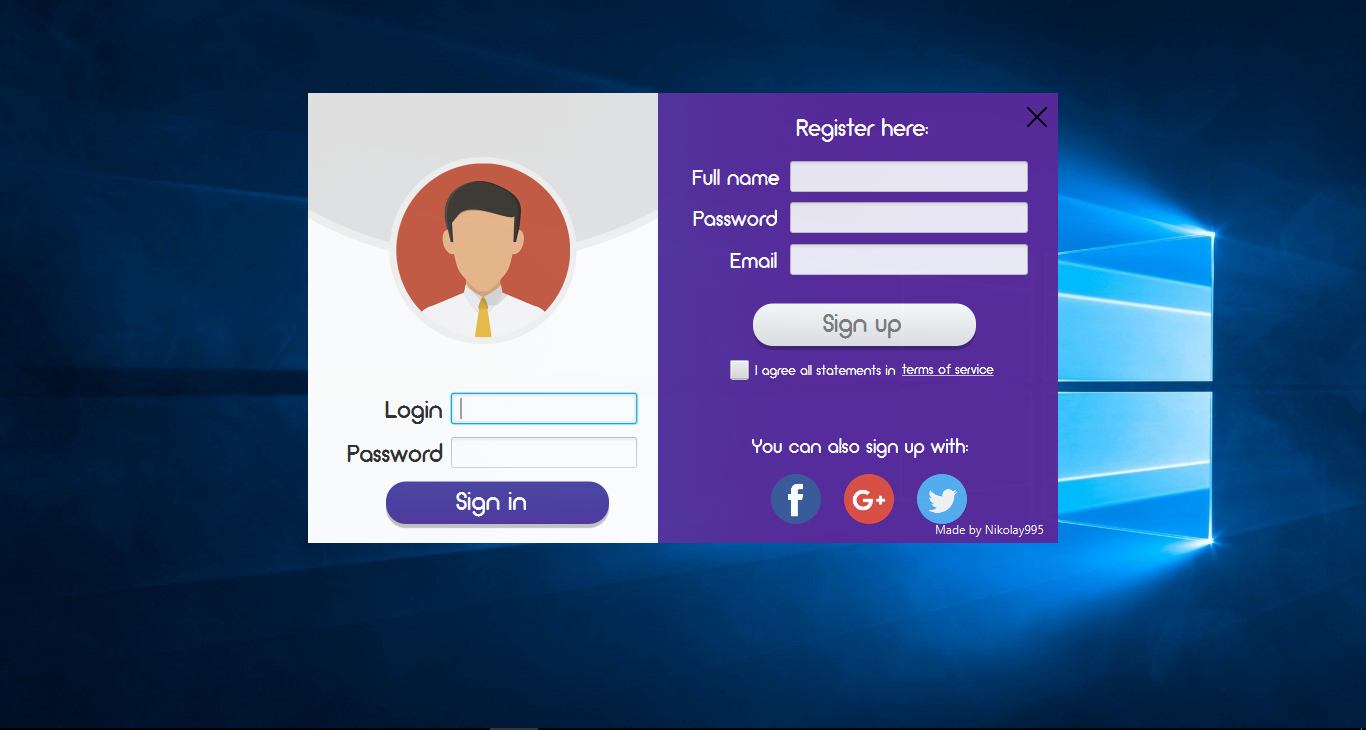 Login
Password
Sign in
Register here:
Full name
Password
Email
Sign up
I agree all statements in terms of service
You can also sign up with:
f
G+
Made by Nikolay995